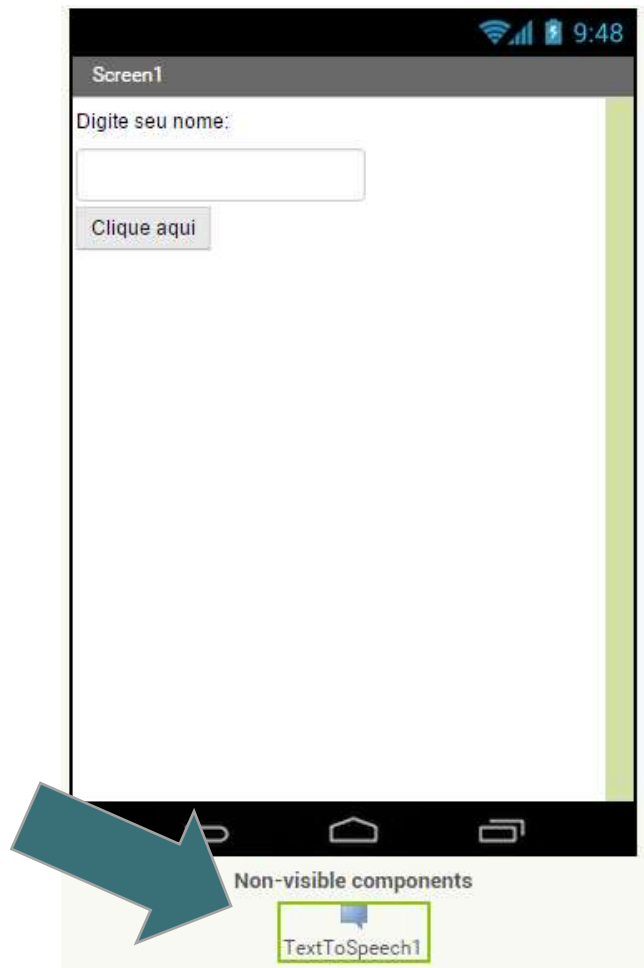 9:48
Screen1
Digite seu nome:
Clique aqui
Non-visible components
TextToSpeech1